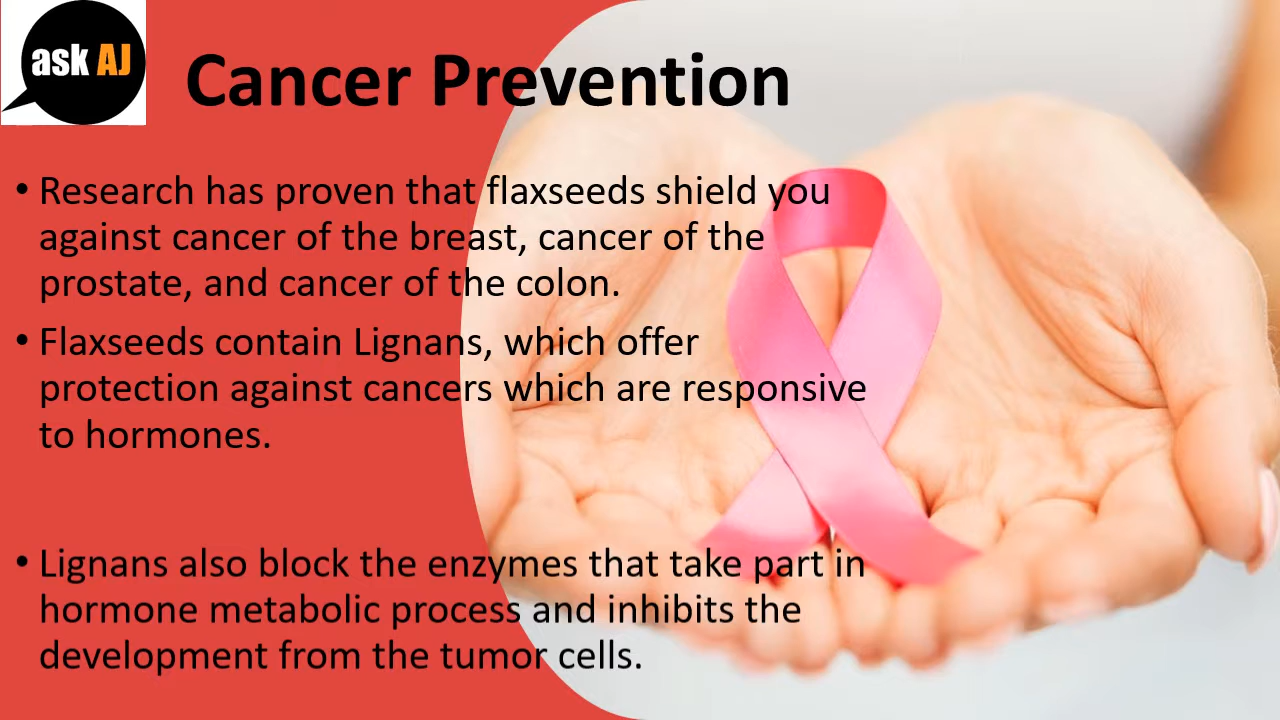 ask AJ
Cancer Prevention
• Research has proven that flaxseeds shield you
against cancer of the breast, cancer of the
prostate, and cancer of the colon.
• Flaxseeds contain Lignans, which offer
protection against cancers which are responsive
to hormones.
• Lignans also block the enzymes that take part in
hormone metabolic process and inhibits the
development from the tumor cells.